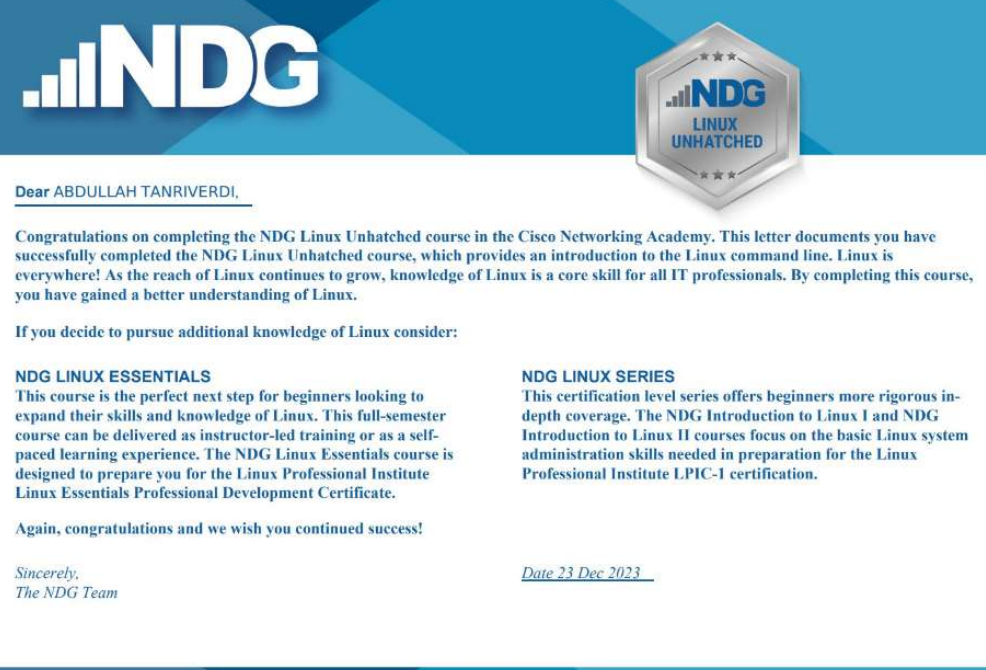 NDG
NDG
LINUX
UNHATCHED
Dear ABDULLAH TANRIVERDI,
Congratulations on completing the NDG Linux Unhatched course in the Cisco Networking Academy. This letter documents you have
successfully completed the NDG Linux Unhatched course, which provides an introduction to the Linux command line. Linux is
everywhere! As the reach of Linux continues to grow, knowledge of Linux is a core skill for all IT professionals. By completing this course,
you have gained a better understanding of Linux.
If you decide to pursue additional knowledge of Linux consider:
NDG LINUX ESSENTIALS
This course is the perfect next step for beginners looking to
expand their skills and knowledge of Linux. This full-semester
course can be delivered as instructor-led training or as a self-
paced learning experience. The NDG Linux Essentials course is
designed to prepare you for the Linux Professional Institute
Linux Essentials Professional Development Certificate.
NDG LINUX SERIES
This certification level series offers beginners more rigorous in-
depth coverage. The NDG Introduction to Linux I and NDG
Introduction to Linux II courses focus on the basic Linux system
administration skills needed in preparation for the Linux
Professional Institute LPIC-1 certification.
Again, congratulations and we wish you continued success!
Sincerely,
The NDG Team
Date 23 Dec 2023